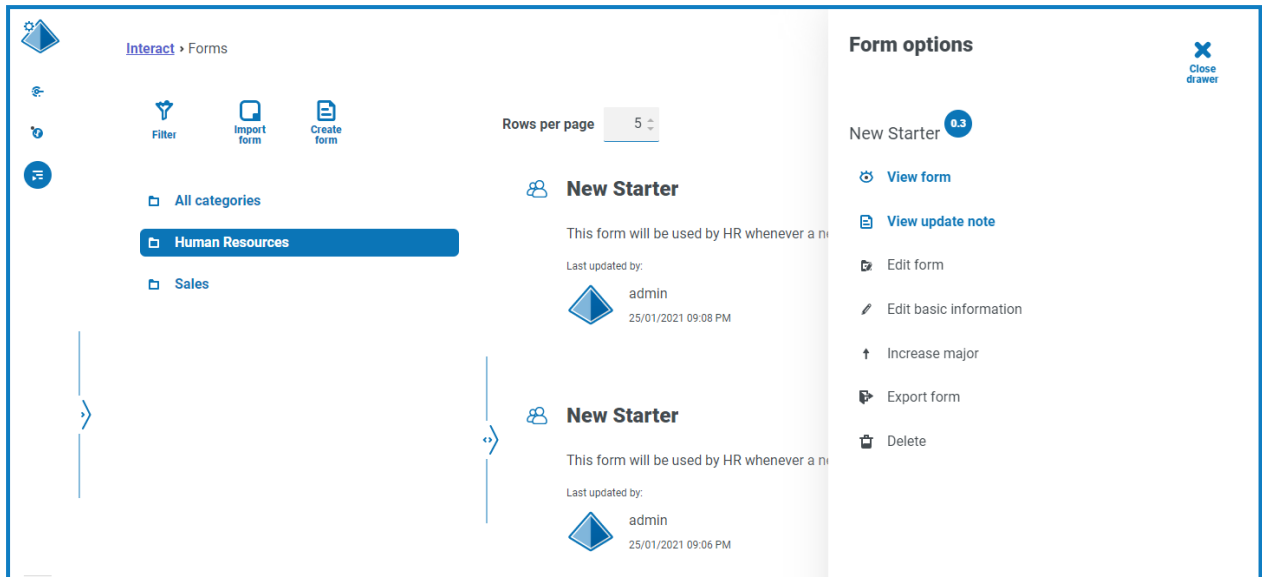 Interact › Forms
Filter
Import form
Create form
All categories
Human Resources
Sales
Rows per page 5
New Starter
This form will be used by HR whenever a
Last updated by:
admin
25/01/2021 09:08 PM
New Starter
This form will be used by HR whenever a
Last updated by:
admin
25/01/2021 09:06 PM
Form options
Close drawer
New Starter 0.3
View form
View update note
Edit form
Edit basic information
Increase major
Export form
Delete